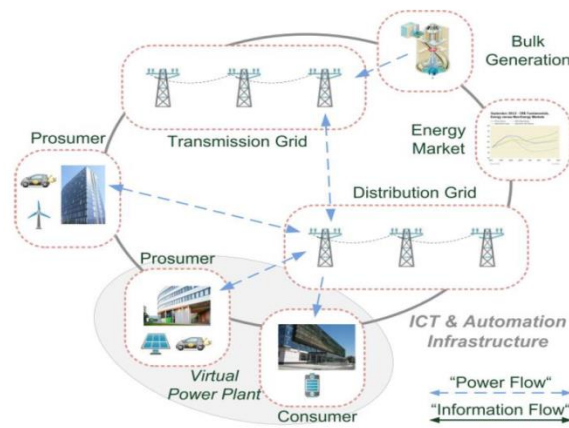 Bulk
Generation
Transmission Grid
Energy
Market
Prosumer
Distribution Grid
Prosumer
ICT & Automation
Infrastructure
Virtual
Power Plant
Consumer
"Power Flow"
"Information Flow"